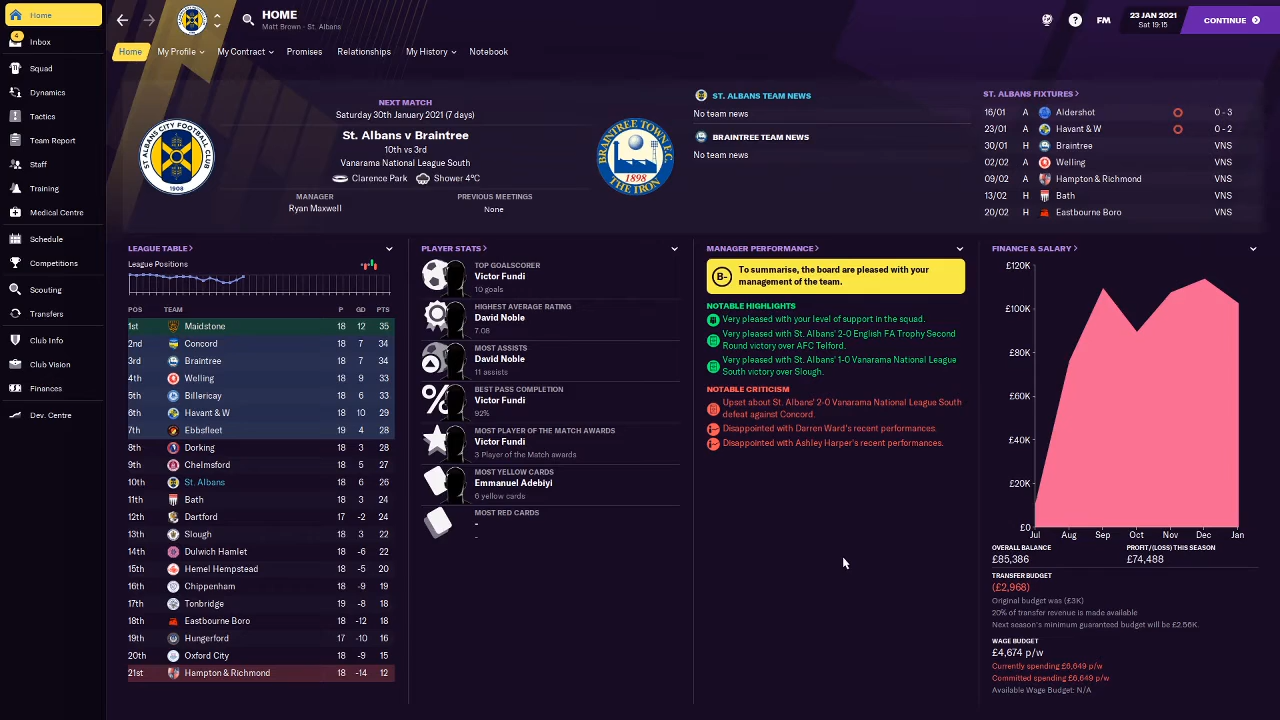 Home
HOME
Matt Brown - St. Albans
?
FM
23 JAN 2021
Sat 19:15
CONTINUE
4
Inbox
Squad
Dynamics
Tactics
Team Report
Staff
Training
Medical Centre
Schedule
Competitions
Scouting
Transfers
Club Info
Club Vision
Finances
Dev. Centre
Home
My Profile
My Contract
Promises
Relationships
My History
Notebook
NEXT MATCH
Saturday 30th January 2021 (7 days)
St. Albans v Braintree
10th vs 3rd
Vanarama National League South
Clarence Park
Shower 4°C
MANAGER
Ryan Maxwell
PREVIOUS MEETINGS
None
ST ALBANS CITY FOOTBALL CLUB
1908
BRAINTREE TOWN F.C.
1898
THE IRON
ST. ALBANS TEAM NEWS
No team news
BRAINTREE TEAM NEWS
No team news
ST. ALBANS FIXTURES >
16/01 A Aldershot 0 - 3
23/01 A Havant & W 0 - 2
30/01 H Braintree VNS
02/02 A Welling VNS
09/02 A Hampton & Richmond VNS
13/02 H Bath VNS
20/02 H Eastbourne Boro VNS
LEAGUE TABLE >
League Positions
POS TEAM P GD PTS
1st Maidstone 18 12 35
2nd Concord 18 7 34
3rd Braintree 18 7 34
4th Welling 18 9 33
5th Billericay 18 6 33
6th Havant & W 18 10 29
7th Ebbsfleet 19 4 28
8th Dorking 18 3 28
9th Chelmsford 18 5 27
10th St. Albans 18 6 26
11th Bath 18 3 24
12th Dartford 17 -2 24
13th Slough 18 3 22
14th Dulwich Hamlet 18 -6 22
15th Hemel Hempstead 18 -5 20
16th Chippenham 18 -9 19
17th Tonbridge 19 -8 18
18th Eastbourne Boro 18 -12 18
19th Hungerford 17 -10 16
20th Oxford City 18 -9 15
21st Hampton & Richmond 18 -14 12
PLAYER STATS >
TOP GOALSCORER
Victor Fundi
10 goals
HIGHEST AVERAGE RATING
David Noble
7.08
MOST ASSISTS
David Noble
11 assists
BEST PASS COMPLETION
Victor Fundi
92%
MOST PLAYER OF THE MATCH AWARDS
Victor Fundi
3 Player of the Match awards
MOST YELLOW CARDS
Emmanuel Adebiyi
6 yellow cards
MOST RED CARDS
-
-
MANAGER PERFORMANCE >
B-
To summarise, the board are pleased with your
management of the team.
NOTABLE HIGHLIGHTS
Very pleased with your level of support in the squad.
Very pleased with St. Albans' 2-0 English FA Trophy Second
Round victory over AFC Telford.
Very pleased with St. Albans' 1-0 Vanarama National League
South victory over Slough.
NOTABLE CRITICISM
Upset about St. Albans' 2-0 Vanarama National League South
defeat against Concord.
Disappointed with Darren Ward's recent performances.
Disappointed with Ashley Harper's recent performances.
FINANCE & SALARY >
£120K
£100K
£80K
£60K
£40K
£20K
£0
Jul Aug Sep Oct Nov Dec Jan
OVERALL BALANCE
£85,386
PROFIT/(LOSS) THIS SEASON
£74,488
TRANSFER BUDGET
(£2,968)
Original budget was (£3K)
20% of transfer revenue is made available
Next season's minimum guaranteed budget will be £2.56K.
WAGE BUDGET
£4,674 p/w
Currently spending £6,649 p/w
Committed spending £6,649 p/w
Available Wage Budget: N/A